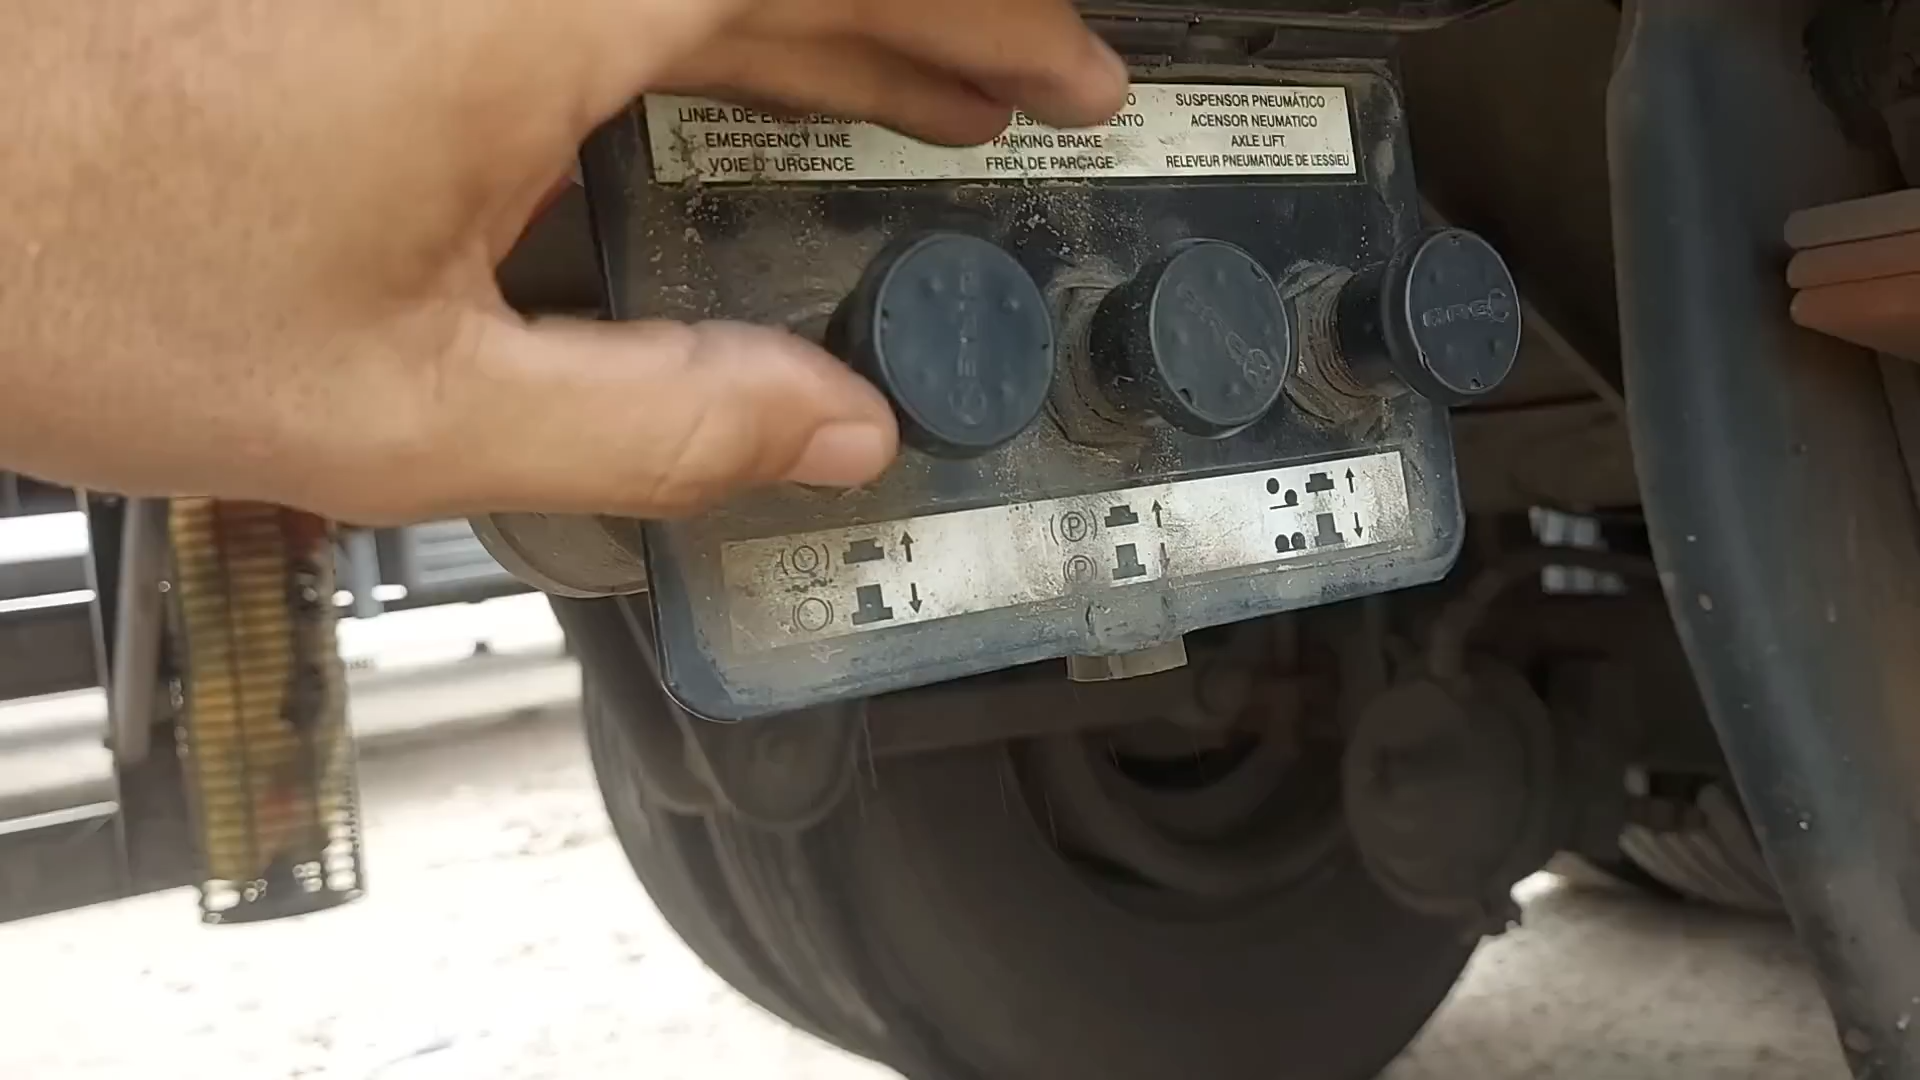 LINEA DE EMERGENCIA
EMERGENCY LINE
VOIE D' URGENCE
PARKING BRAKE
FREN DE PARCAGE
SUSPENSOR PNEUMÁTICO
ACENSOR NEUMATICO
AXLE LIFT
RELEVEUR PNEUMATIQUE DE L'ESSIEU
(P)
(P)